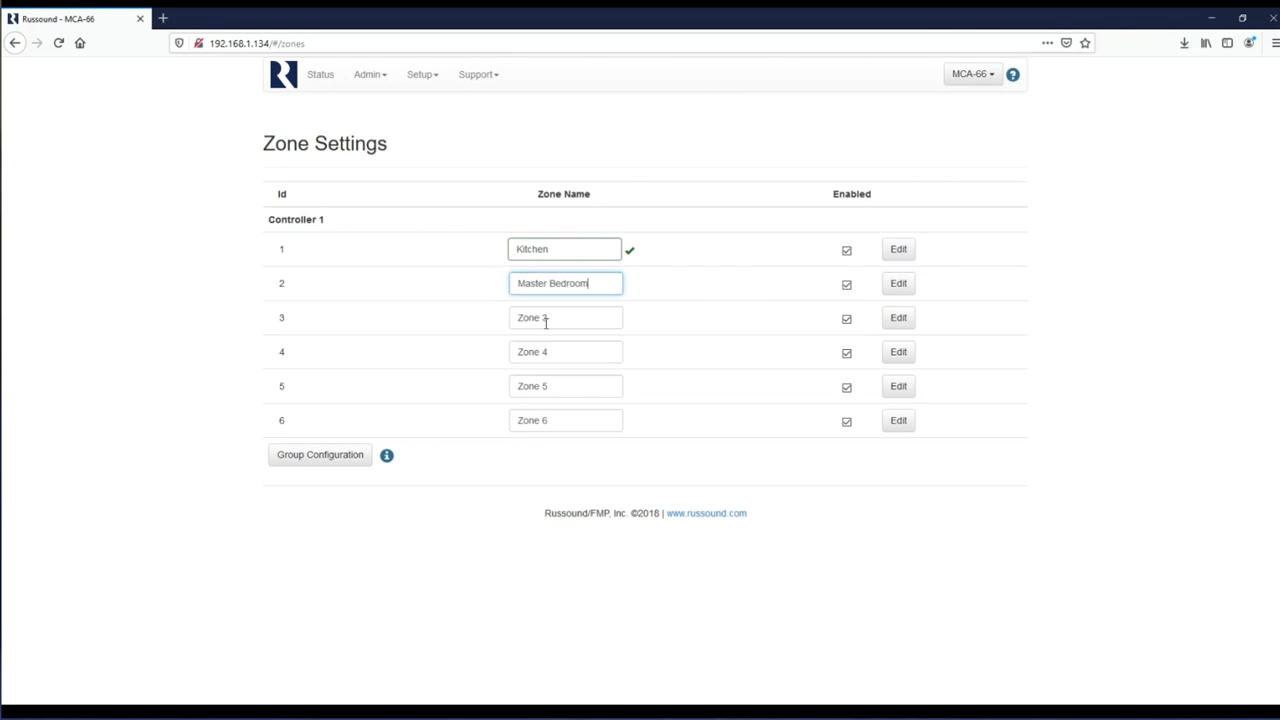 Russound - MCA-66
192.168.1.134/#/zones
Status Admin Setup Support MCA-66
Zone Settings
Id Zone Name Enabled
Controller 1
1 Kitchen Edit
2 Master Bedroom Edit
3 Zone 3 Edit
4 Zone 4 Edit
5 Zone 5 Edit
6 Zone 6 Edit
Group Configuration
Russound/FMP, Inc. ©2018 | www.russound.com